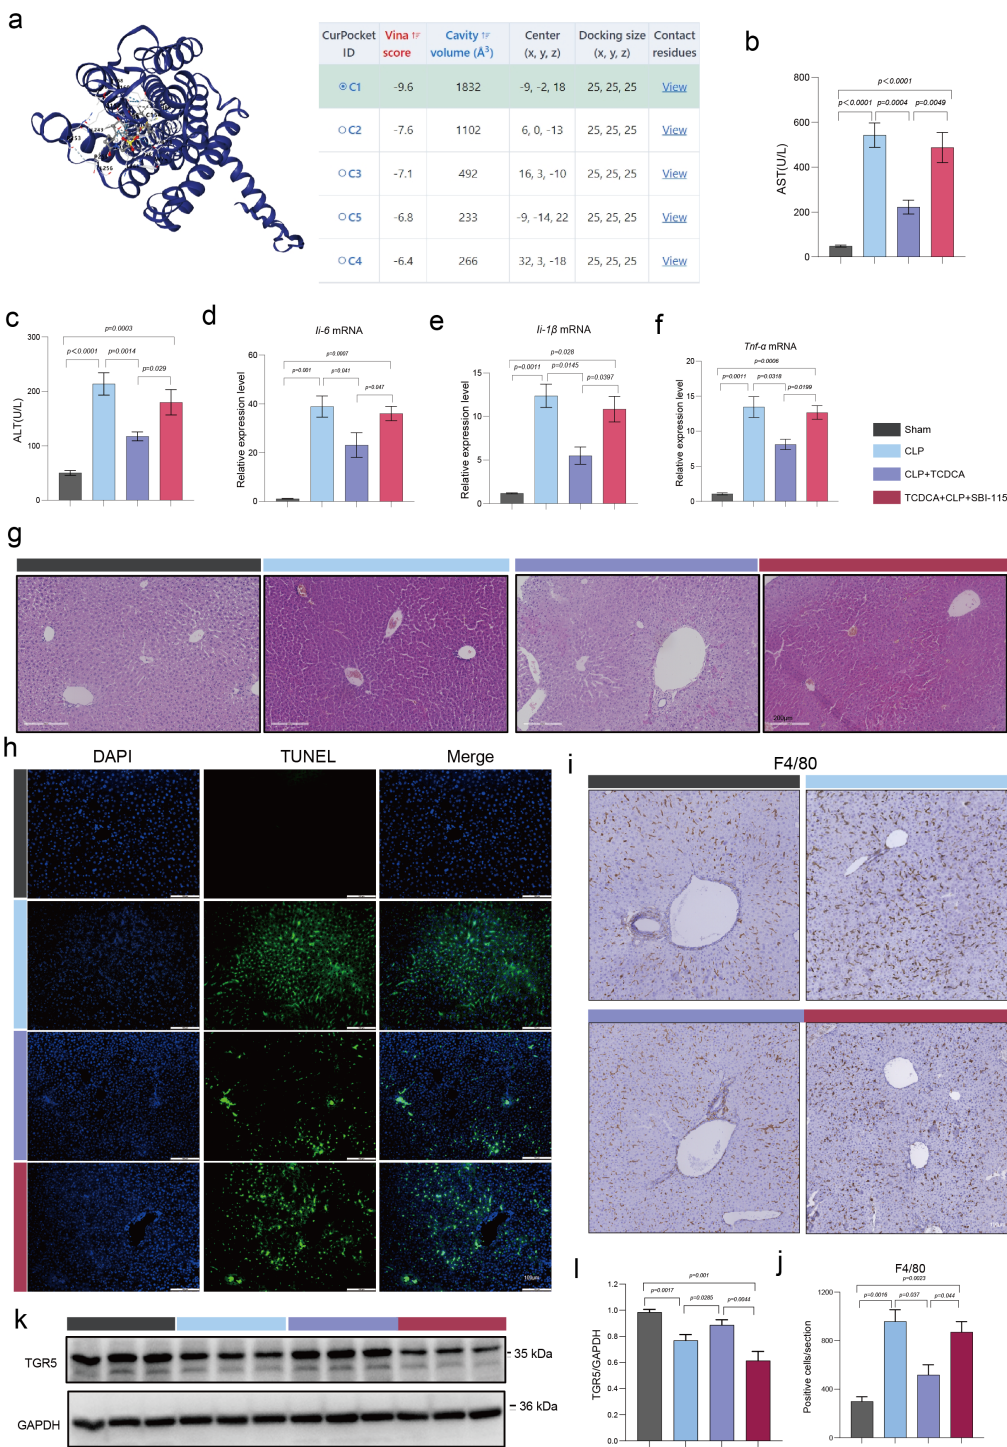 a
CurPocket ID
Vina score
Cavity volume (Å3)
Center (x, y, z)
Docking size (x, y, z)
Contact residues
C1 -9.6 1832 -9, -2, 18 25, 25, 25 View
C2 -7.6 1102 6, 0, -13 25, 25, 25 View
C3 -7.1 492 16, 3, -10 25, 25, 25 View
C5 -6.8 233 -9, -14, 22 25, 25, 25 View
C4 -6.4 266 32, 3, -18 25, 25, 25 View
b
p<0.0001
p<0.0001 p=0.0004 p=0.0049
AST(U/L)
800
600
400
200
0
c
p=0.0003
p<0.0001 p=0.0014
p=0.029
ALT(U/L)
300
200
100
0
d
Ii-6 mRNA
p=0.0007
p=0.001 p=0.041
p=0.047
Relative expression level
60
40
20
0
e
Ii-1β mRNA
p=0.028
p=0.0011 p=0.0145
p=0.0397
Relative expression level
15
10
5
0
f
Tnf-α mRNA
p=0.0006
p=0.0011 p=0.0318
p=0.0199
Relative expression level
20
15
10
5
0
Sham
CLP
CLP+TCDCA
TCDCA+CLP+SBI-115
g
200μm
h
DAPI TUNEL Merge
100μm
i
F4/80
k
TGR5
35 kDa
GAPDH
36 kDa
l
p=0.001
p=0.0017 p=0.0285 p=0.0044
TGR5/GAPDH
1.2
1.0
0.8
0.6
0.4
0.2
0.0
j
F4/80
p=0.0023
p=0.0016 p=0.037 p=0.044
Positive cells/section
1200
800
400
0